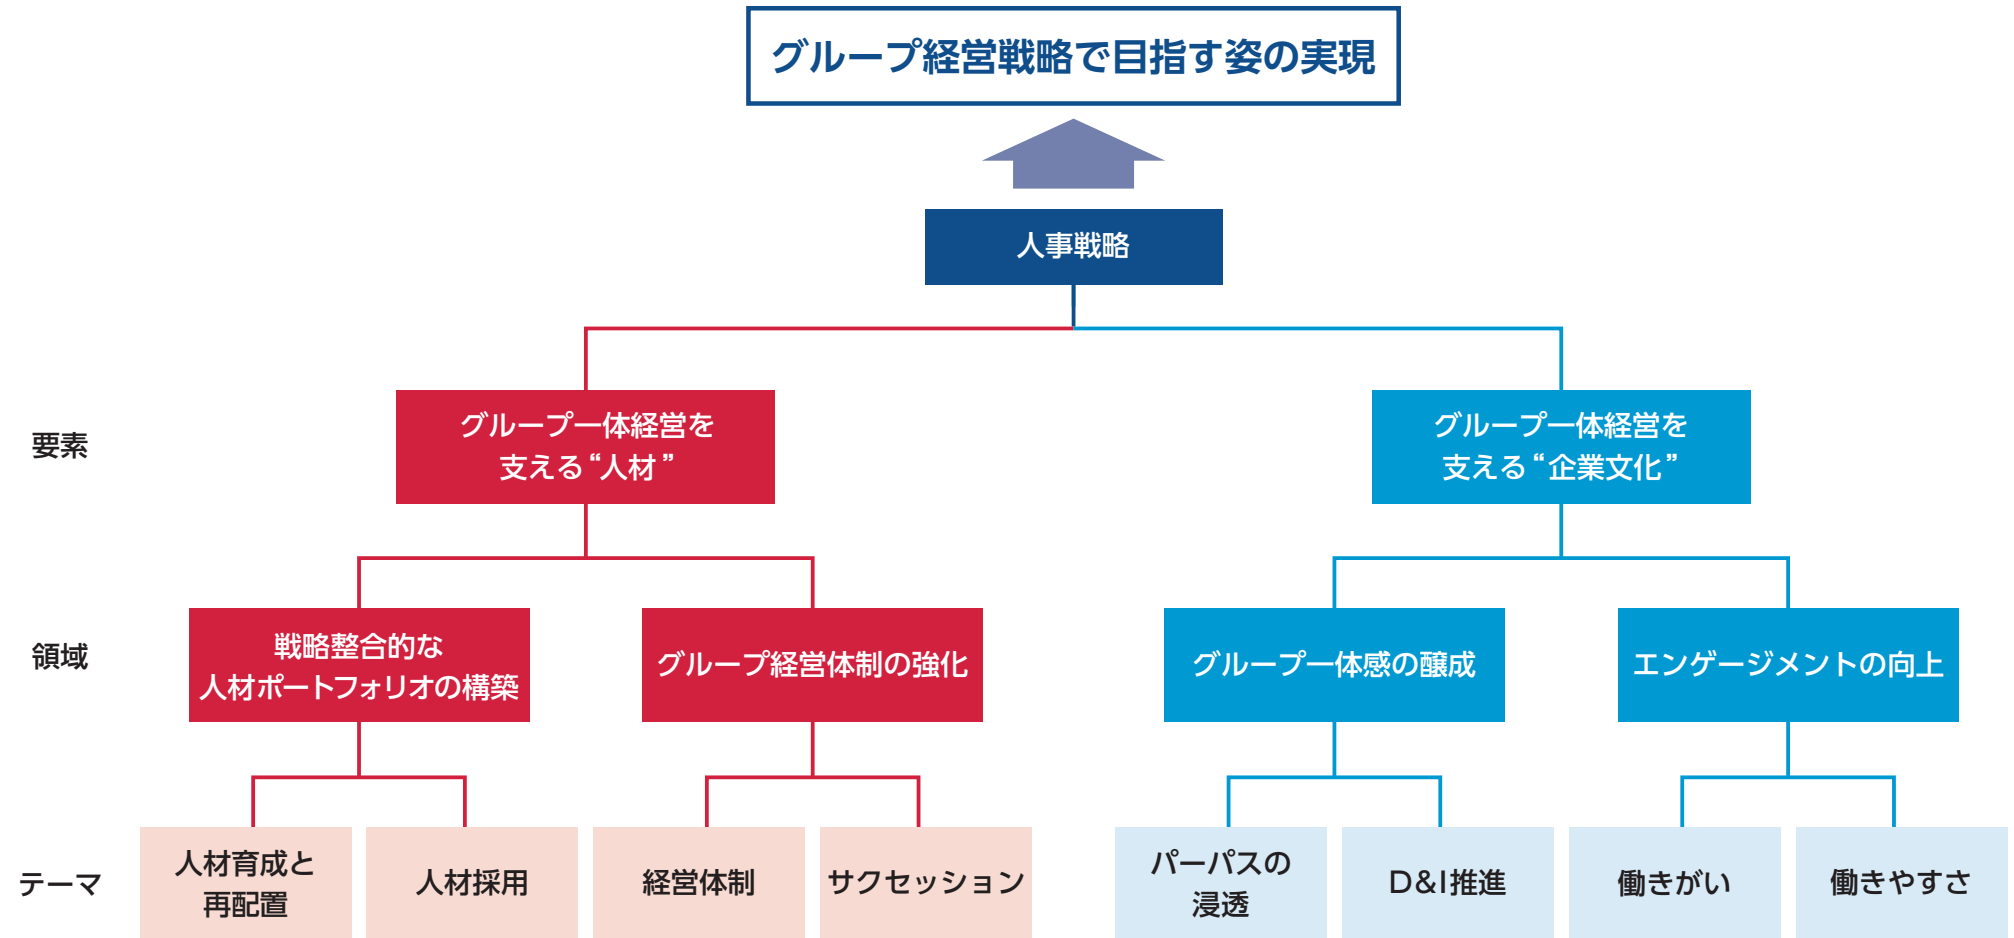 グループ経営戦略で目指す姿の実現
人事戦略
要素
グループ一体経営を
支える“人材”
グループ一体経営を
支える“企業文化”
領域
戦略整合的な
人材ポートフォリオの構築
グループ経営体制の強化
グループ一体感の醸成
エンゲージメントの向上
テーマ
人材育成と
再配置
人材採用
経営体制
サクセッション
パーパスの
浸透
D&I推進
働きがい
働きやすさ